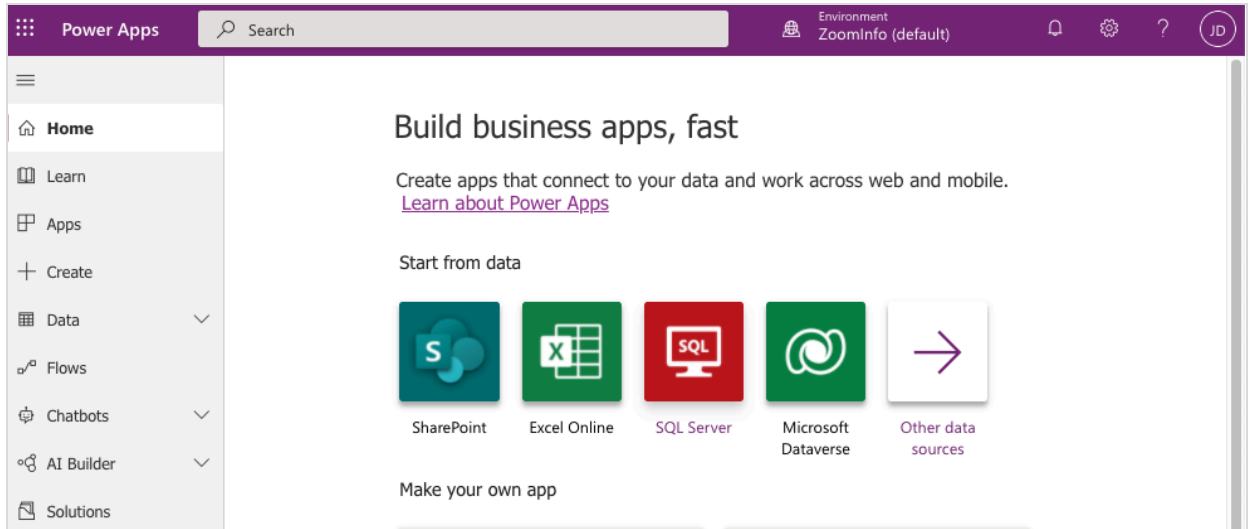 Power Apps
Search
Environment
ZoomInfo (default)
?
JD
Home
Learn
Apps
Create
Data
Flows
Chatbots
AI Builder
Solutions
Build business apps, fast
Create apps that connect to your data and work across web and mobile.
Learn about Power Apps
Start from data
S
X
SQL
SharePoint
Excel Online
SQL Server
Microsoft
Dataverse
Other data
sources
Make your own app